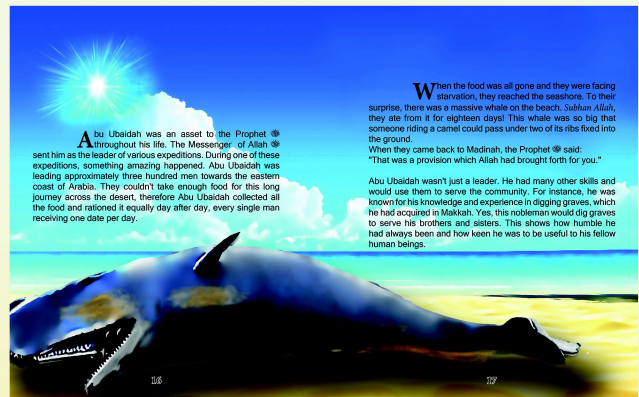 Abu Ubaidah was an asset to the Prophet ﷺ
throughout his life. The Messenger of Allah ﷺ
sent him as the leader of various expeditions. During one of these
expeditions, something amazing happened. Abu Ubaidah was
leading approximately three hundred men towards the eastern
coast of Arabia. They couldn't take enough food for this long
journey across the desert, therefore Abu Ubaidah collected all
the food and rationed it equally day after day, every single man
receiving one date per day.
16
When the food was all gone and they were facing
starvation, they reached the seashore. To their
surprise, there was a massive whale on the beach. Subhan Allah,
they ate from it for eighteen days! This whale was so big that
someone riding a camel could pass under two of its ribs fixed into
the ground.
When they came back to Madinah, the Prophet ﷺ said:
"That was a provision which Allah had brought forth for you."
Abu Ubaidah wasn't just a leader. He had many other skills and
would use them to serve the community. For instance, he was
known for his knowledge and experience in digging graves, which
he had acquired in Makkah. Yes, this nobleman would dig graves
to serve his brothers and sisters. This shows how humble he
had always been and how keen he was to be useful to his fellow
human beings.
17